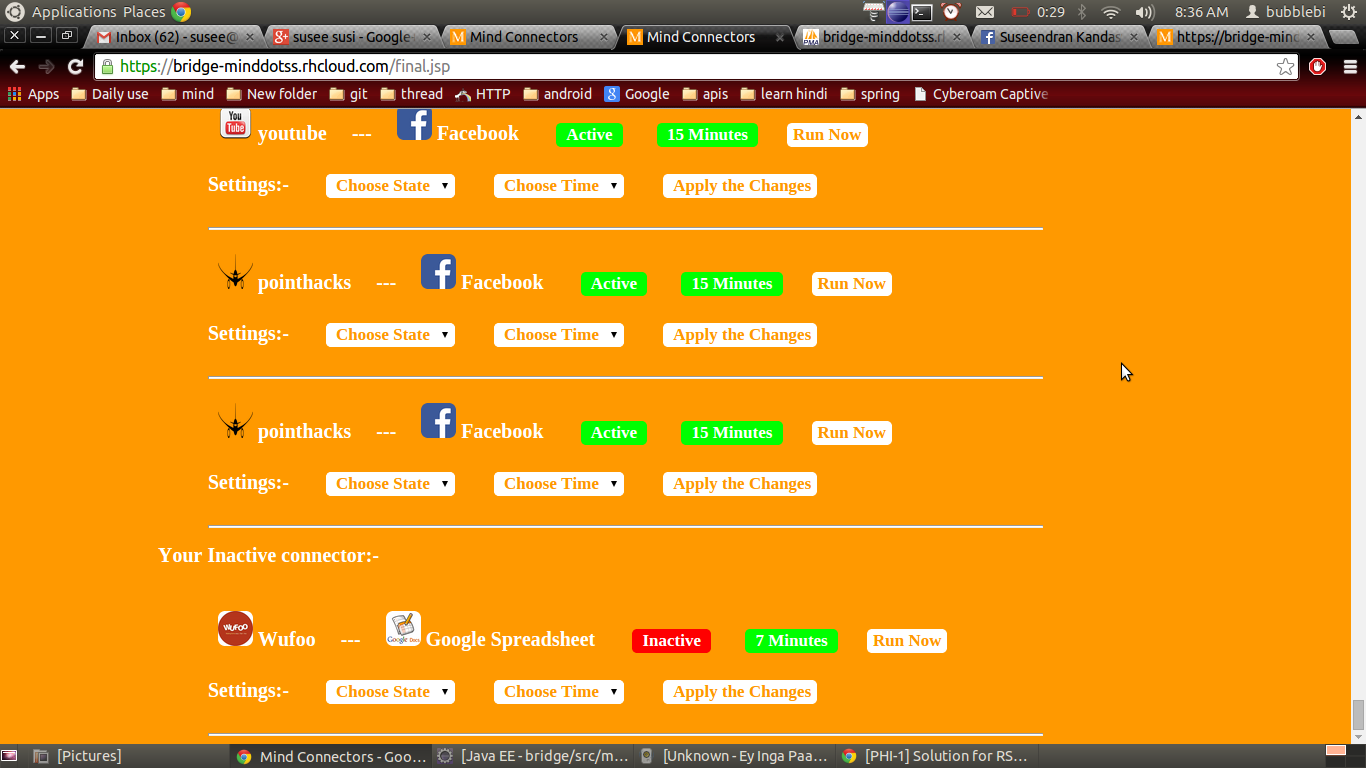 Applications Places 0:29 8:36 AM bubblebi
Inbox (62) - susee@ susee susi - Google- Mind Connectors Mind Connectors bridge-minddotss.r Suseendran Kandas https://bridge-minc
https://bridge-minddotss.rhcloud.com/final.jsp
Apps Daily use mind New folder git thread HTTP android Google apis learn hindi spring Cyberoam Captive
You Tube youtube --- Facebook Active 15 Minutes Run Now
Settings:- Choose State Choose Time Apply the Changes
pointhacks --- Facebook Active 15 Minutes Run Now
Settings:- Choose State Choose Time Apply the Changes
pointhacks --- Facebook Active 15 Minutes Run Now
Settings:- Choose State Choose Time Apply the Changes
Your Inactive connector:-
WUFOO Wufoo --- Google Docs Google Spreadsheet Inactive 7 Minutes Run Now
Settings:- Choose State Choose Time Apply the Changes
[Pictures] Mind Connectors - Goo... [Java EE - bridge/src/m... [Unknown - Ey Inga Paa... [PHI-1] Solution for RS...